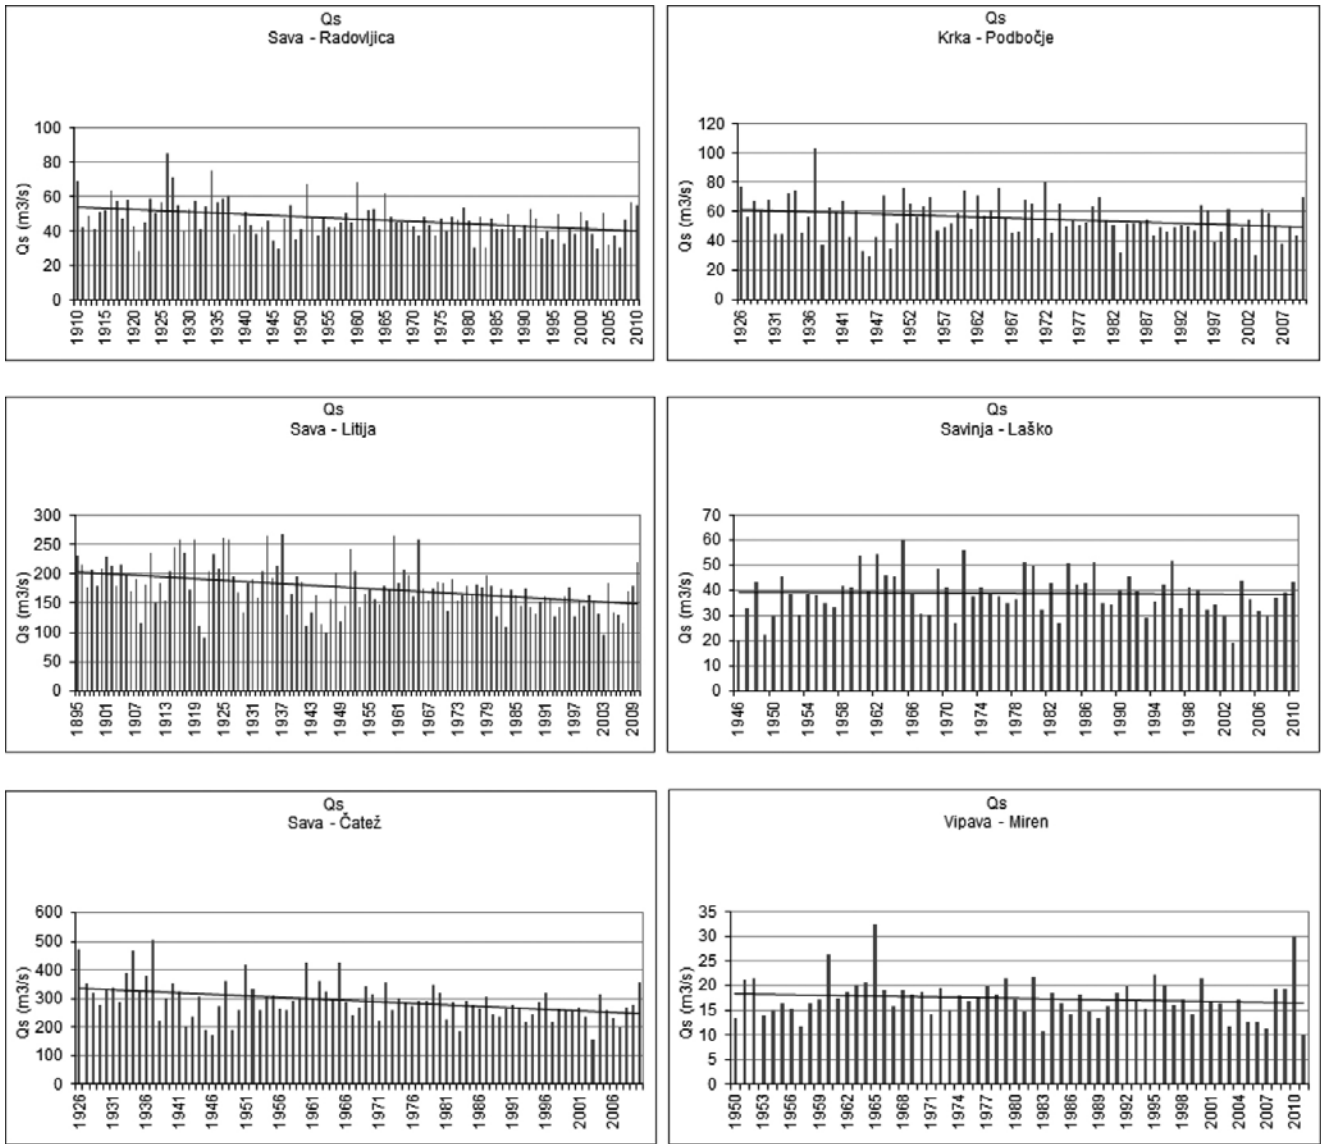 Qs
Sava - Radovljica
Qs (m3/s)
100
80
60
40
20
0
1910 1915 1920 1925 1930 1935 1940 1945 1950 1955 1960 1965 1970 1975 1980 1985 1990 1995 2000 2005 2010
Qs
Krka - Podbočje
Qs (m3/s)
120
100
80
60
40
20
0
1926 1931 1936 1941 1947 1952 1957 1962 1967 1972 1977 1982 1987 1992 1997 2002 2007
Qs
Sava - Litija
Qs (m3/s)
300
250
200
150
100
50
0
1895 1901 1907 1913 1919 1925 1931 1937 1943 1949 1955 1961 1967 1973 1979 1985 1991 1997 2003 2009
Qs
Savinja - Laško
Qs (m3/s)
70
60
50
40
30
20
10
0
1946 1950 1954 1958 1962 1966 1970 1974 1978 1982 1986 1990 1994 1998 2002 2006 2010
Qs
Sava - Čatež
Qs (m3/s)
600
500
400
300
200
100
0
1926 1931 1936 1941 1946 1951 1956 1961 1966 1971 1976 1981 1986 1991 1996 2001 2006
Qs
Vipava - Miren
Qs (m3/s)
35
30
25
20
15
10
5
0
1950 1953 1956 1959 1962 1965 1968 1971 1974 1977 1980 1983 1986 1989 1992 1995 1998 2001 2004 2007 2010